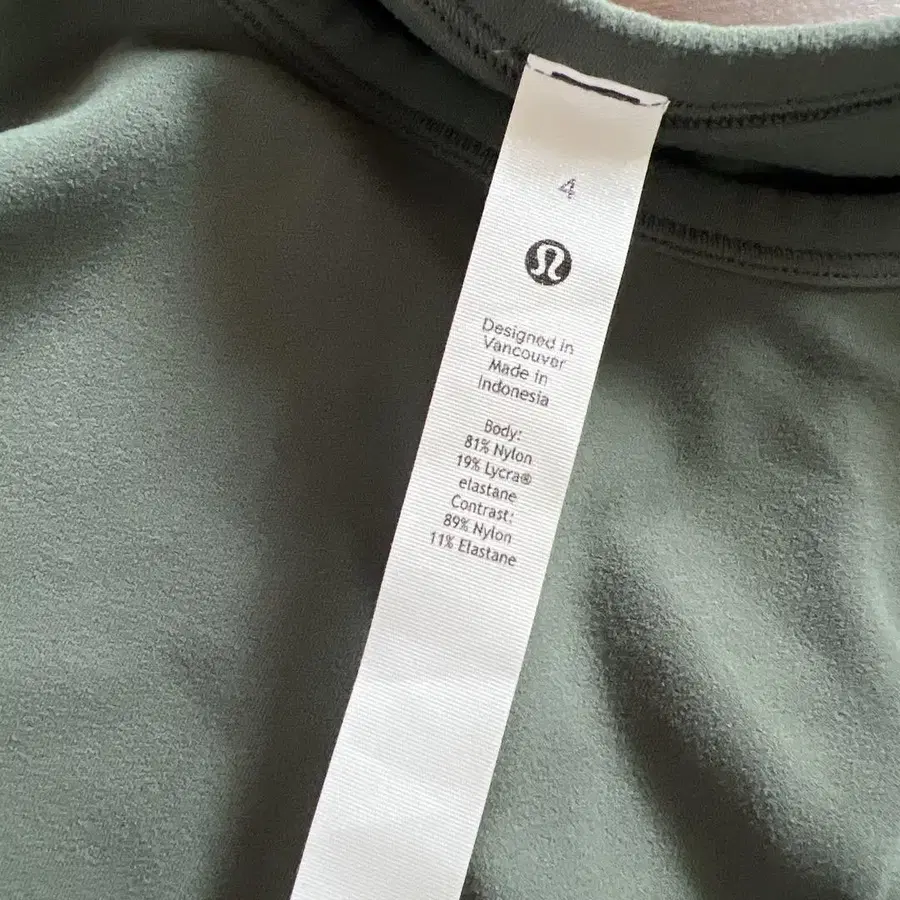 4
Designed in
Vancouver
Made in
Indonesia
Body:
81% Nylon
19% Lycra®
elastane
Contrast:
89% Nylon
11% Elastane